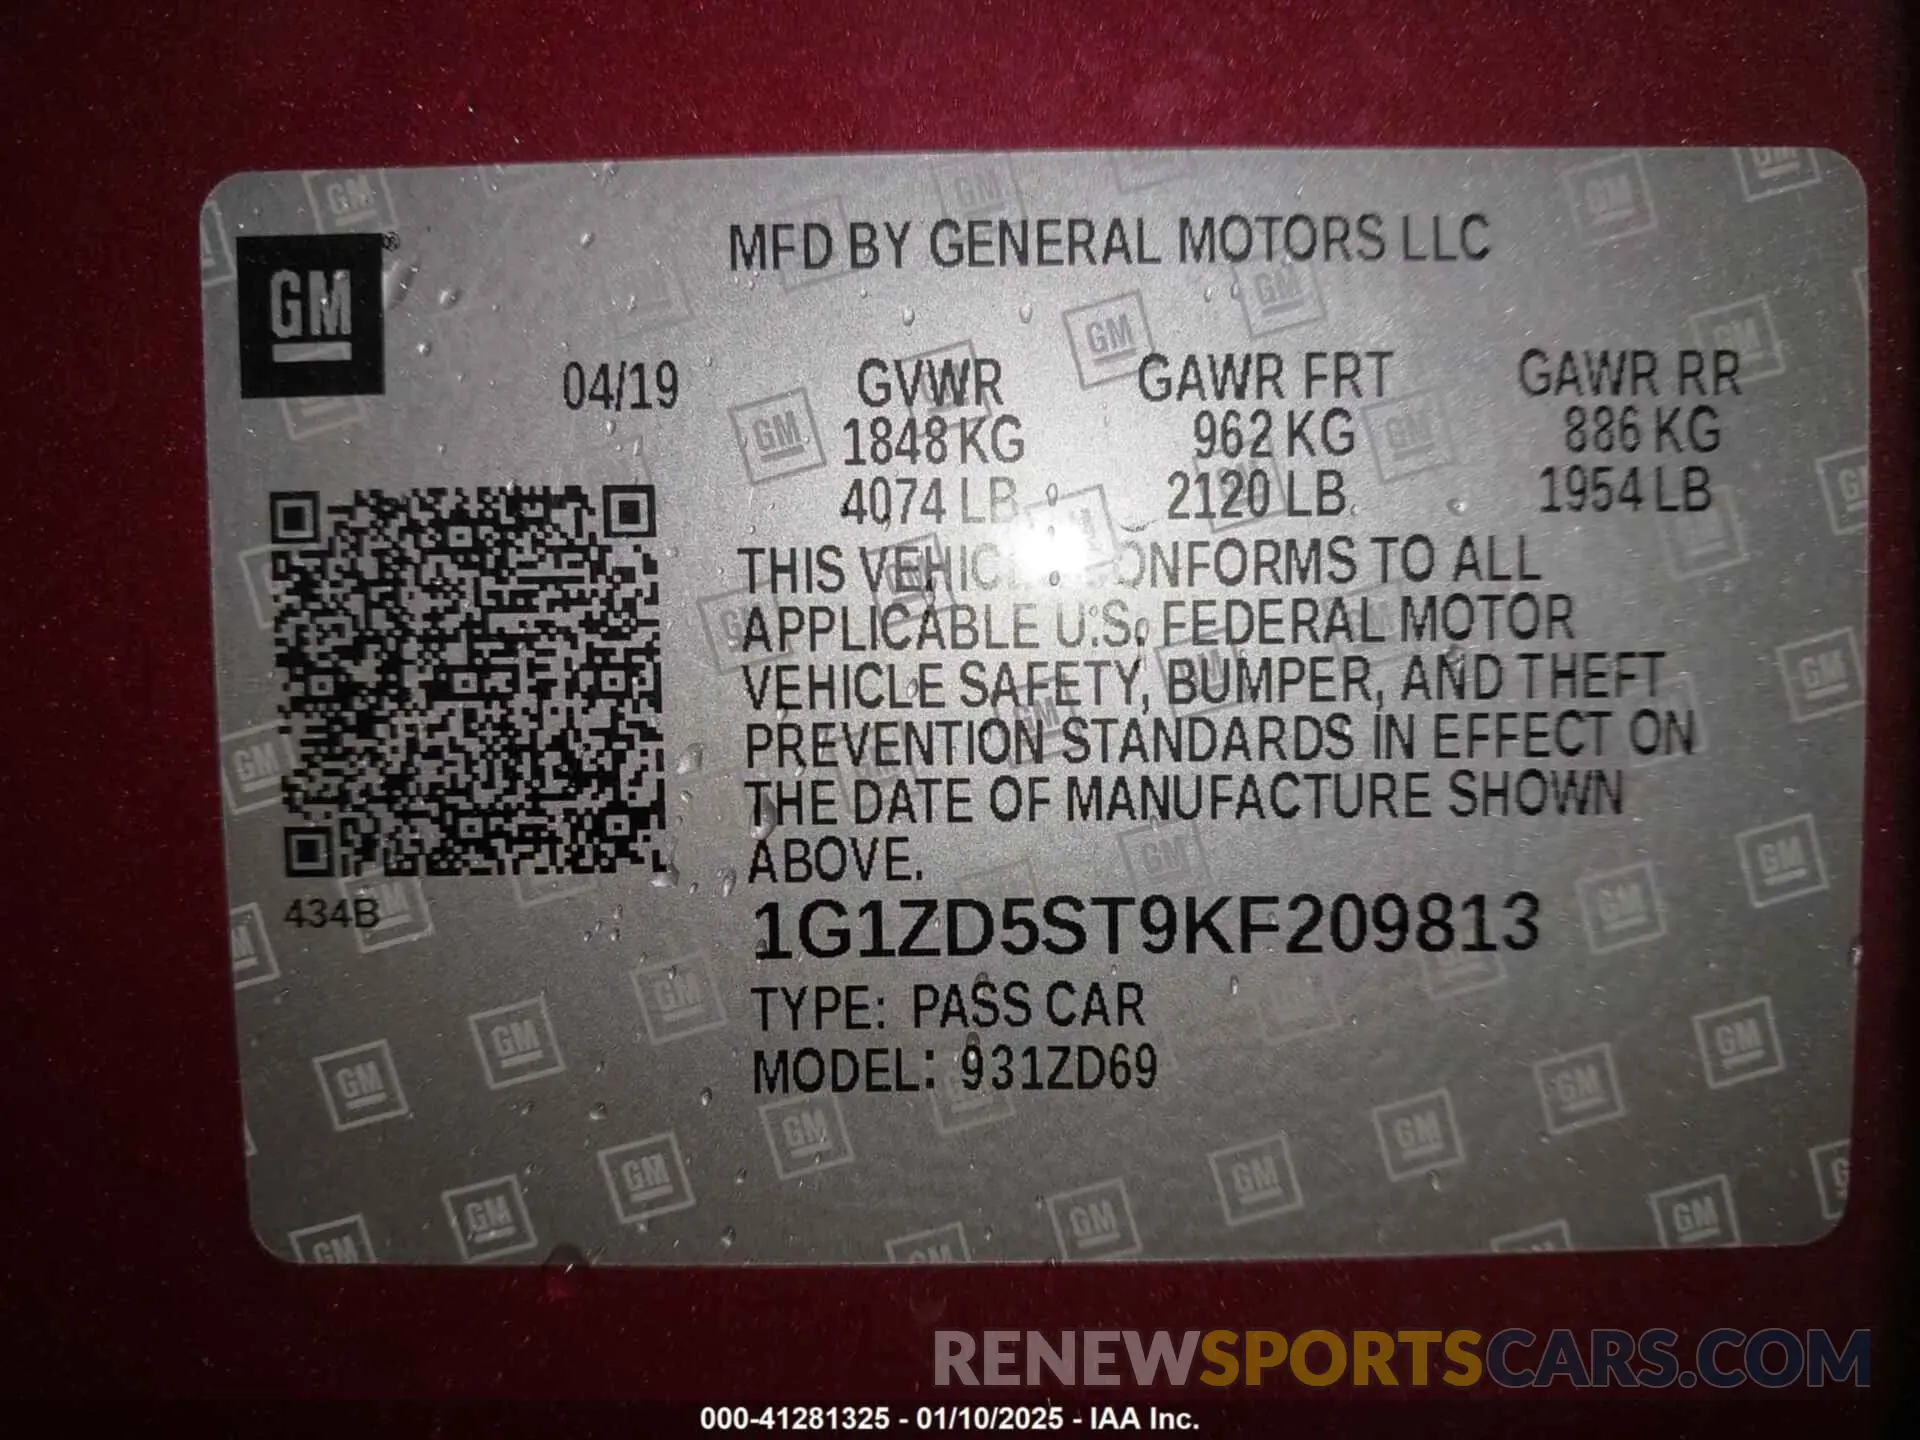 MFD BY GENERAL MOTORS LLC
GM
04/19 GVWR GAWR FRT GAWR RR
1848 KG 962 KG 886 KG
4074 LB 2120 LB 1954 LB
THIS CONFORMS TO ALL
APPLICABLE U.S. FEDERAL MOTOR
VEHICLE SAFETY, BUMPER, AND THEFT
PREVENTION STANDARDS IN EFFECT ON
THE DATE OF MANUFACTURE SHOWN
ABOVE.
434B
1G1ZD5ST9KF209813
TYPE: PASS CAR
MODEL: 931ZD69
RENEWSPORTSCARS.COM
000-41281325 - 01/10/2025 - IAA Inc.